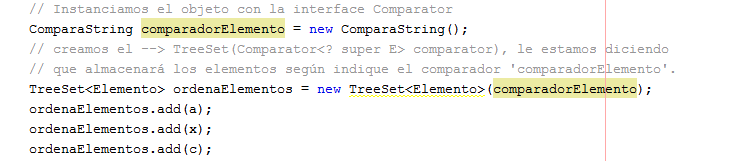 // Instanciamos el objeto con la interface Comparator
ComparaString comparadorElemento = new ComparaString();
// creamos el --> TreeSet(Comparator<? super E> comparator), le estamos diciendo
// que almacenará los elementos según indique el comparador 'comparadorElemento'.
TreeSet<Elemento> ordenaElementos = new TreeSet<Elemento>(comparadorElemento);
ordenaElementos.add(a);
ordenaElementos.add(x);
ordenaElementos.add(c);